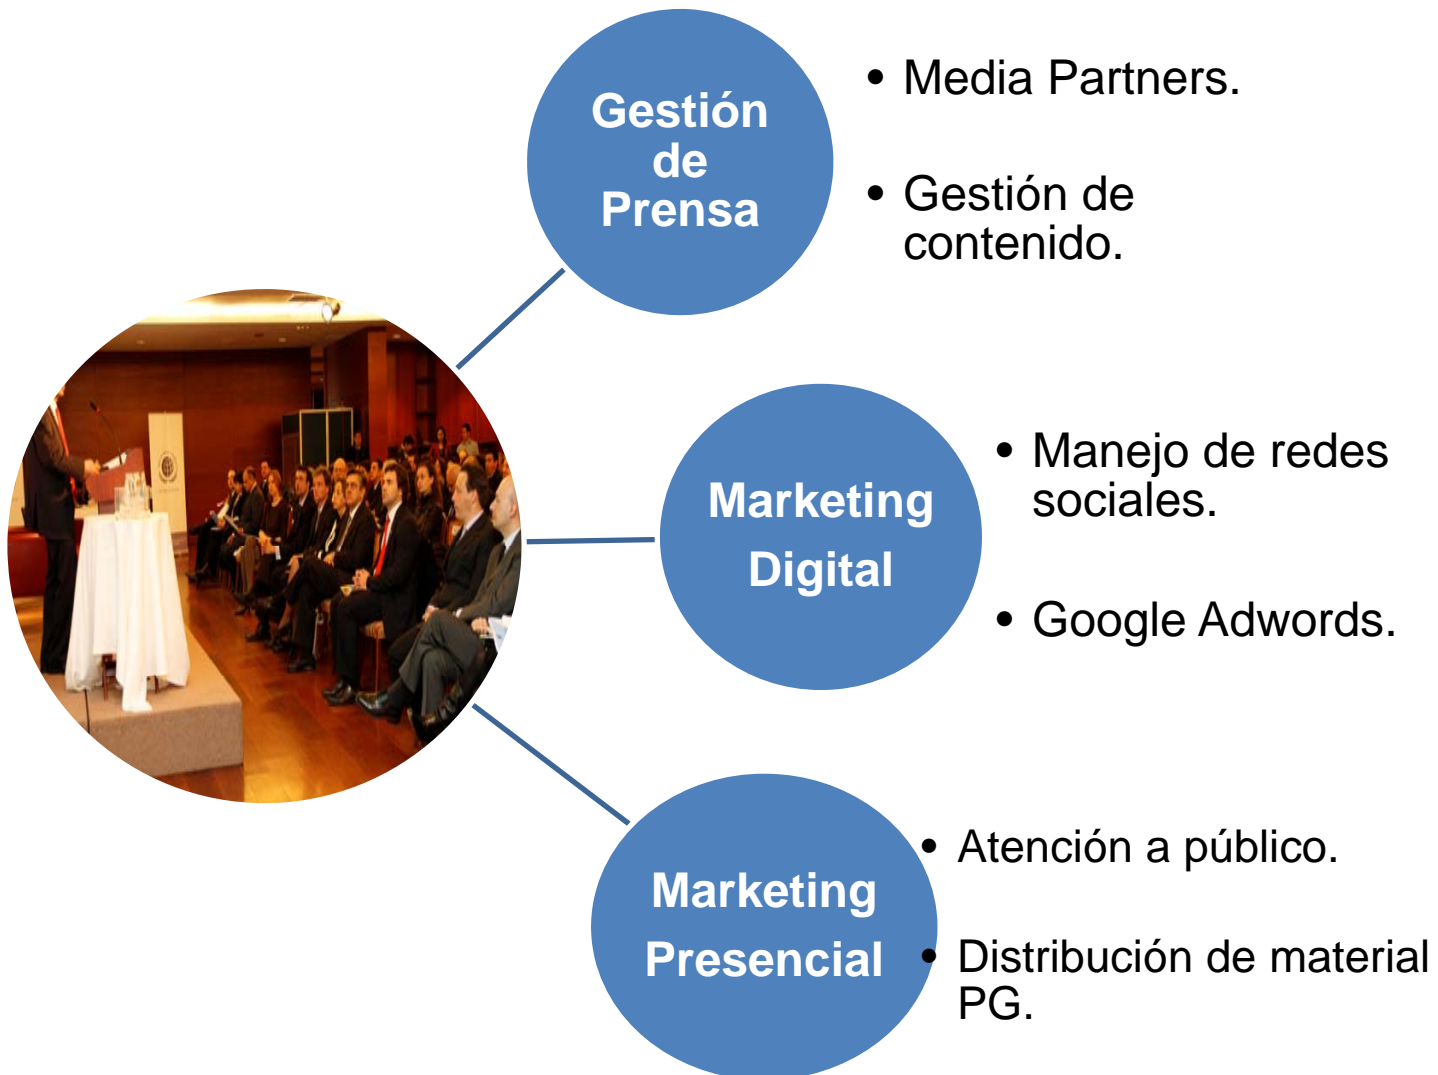 Gestión
de
Prensa
• Media Partners.
• Gestión de
contenido.
Marketing
Digital
• Manejo de redes
sociales.
• Google Adwords.
Marketing
Presencial
• Atención a público.
• Distribución de material
PG.